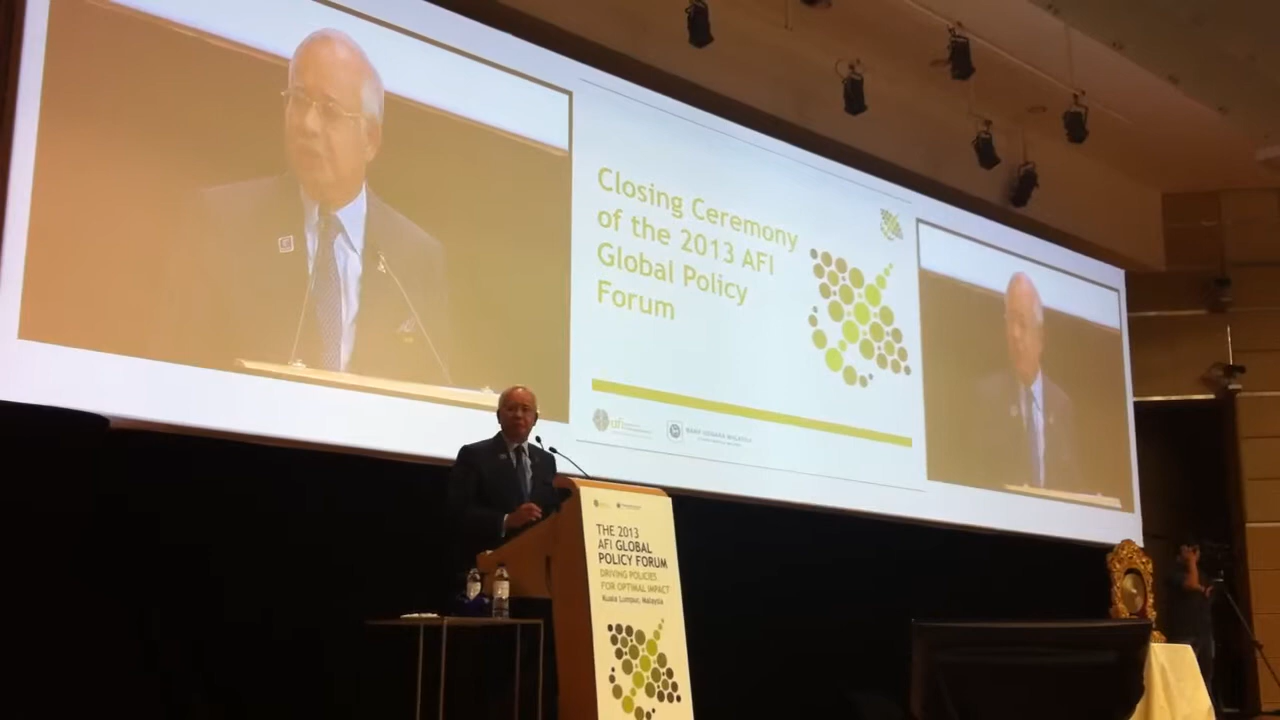 Closing Ceremony
of the 2013 AFI
Global Policy
Forum
afi
BANK NEGARA MALAYSIA
THE 2013
AFI GLOBAL
POLICY FORUM
DRIVING POLICIES
FOR OPTIMAL IMPACT
Kuala Lumpur, Malaysia